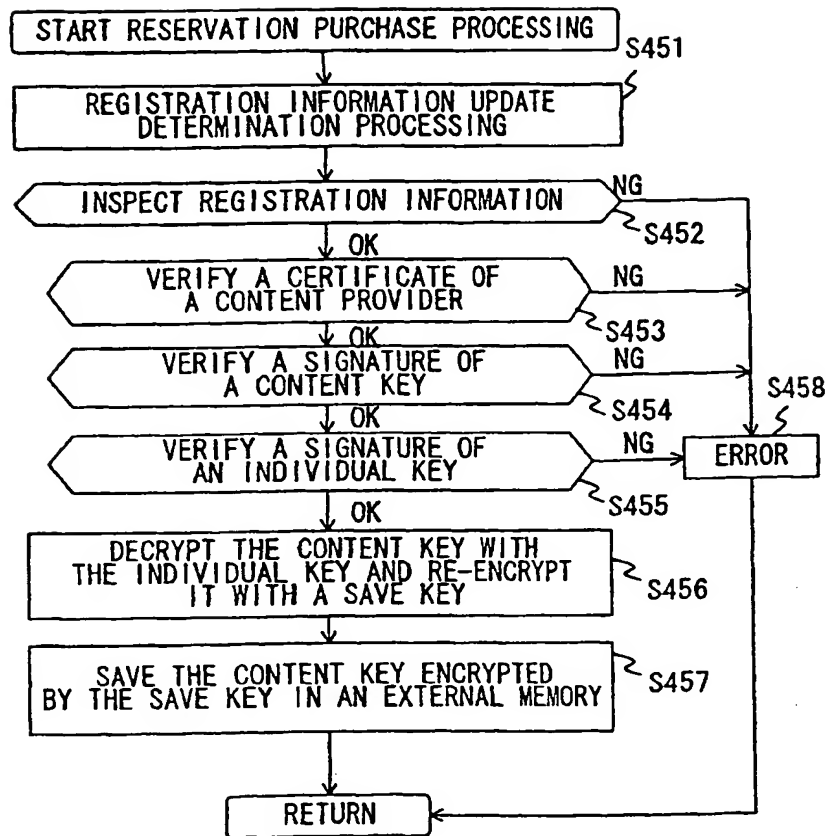 START RESERVATION PURCHASE PROCESSING
S451
REGISTRATION INFORMATION UPDATE
DETERMINATION PROCESSING
INSPECT REGISTRATION INFORMATION
NG
S452
OK
VERIFY A CERTIFICATE OF
A CONTENT PROVIDER
NG
S453
OK
VERIFY A SIGNATURE OF
A CONTENT KEY
NG
S454
OK
S458
VERIFY A SIGNATURE OF
AN INDIVIDUAL KEY
NG
ERROR
S455
OK
DECRYPT THE CONTENT KEY WITH
THE INDIVIDUAL KEY AND RE-ENCRYPT
IT WITH A SAVE KEY
S456
SAVE THE CONTENT KEY ENCRYPTED
BY THE SAVE KEY IN AN EXTERNAL MEMORY
S457
RETURN